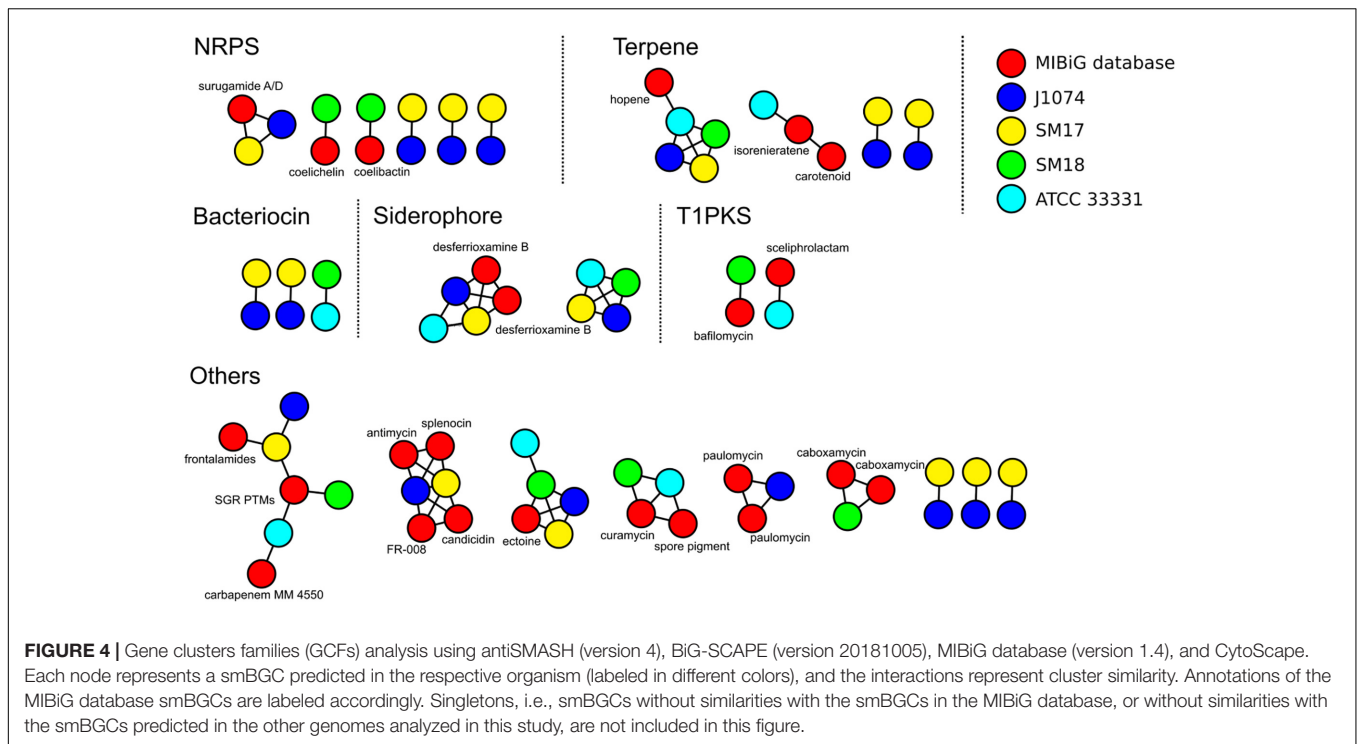 NRPS
surugamide A/D
coelichelin
coelibactin
Terpene
hopene
isorenieratene
carotenoid
MIBiG database
J1074
SM17
SM18
ATCC 33331
Bacteriocin
Siderophore
desferrioxamine B
desferrioxamine B
T1PKS
sceliphrolactam
bafilomycin
Others
frontalamides
SGR PTMs
carbapenem MM 4550
antimycin
splenocin
FR-008
candicidin
ectoine
curamycin
spore pigment
paulomycin
paulomycin
caboxamycin
caboxamycin
FIGURE 4 | Gene clusters families (GCFs) analysis using antiSMASH (version 4), BiG-SCAPE (version 20181005), MIBiG database (version 1.4), and CytoScape.
Each node represents a smBGC predicted in the respective organism (labeled in different colors), and the interactions represent cluster similarity. Annotations of the
MIBiG database smBGCs are labeled accordingly. Singletons, i.e., smBGCs without similarities with the smBGCs in the MIBiG database, or without similarities with
the smBGCs predicted in the other genomes analyzed in this study, are not included in this figure.